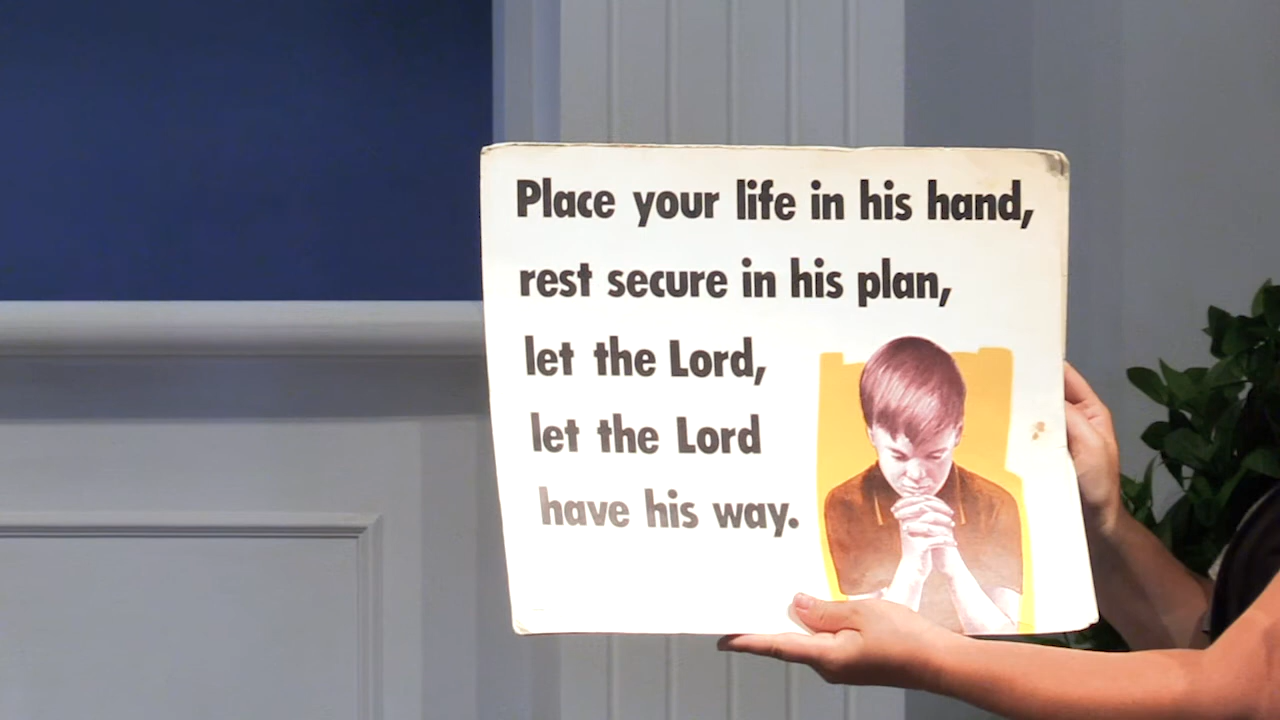 Place your life in his hand,
rest secure in his plan,
let the Lord,
let the Lord
have his way.